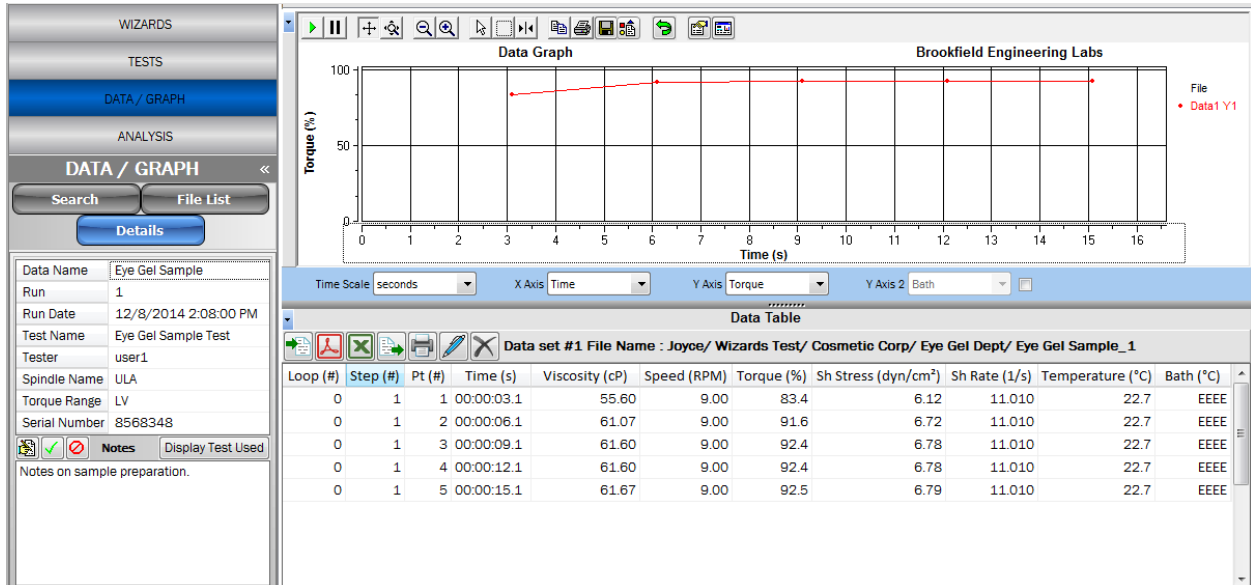 WIZARDS
TESTS
DATA / GRAPH
ANALYSIS
DATA / GRAPH «
Search File List
Details
Data Name Eye Gel Sample
Run 1
Run Date 12/8/2014 2:08:00 PM
Test Name Eye Gel Sample Test
Tester user1
Spindle Name ULA
Torque Range LV
Serial Number 8568348
Notes Display Test Used
Notes on sample preparation.
Data Graph Brookfield Engineering Labs
100
50
0
Torque (%)
0 1 2 3 4 5 6 7 8 9 10 11 12 13 14 15 16
Time (s)
File
Data1 Y1
Time Scale seconds X Axis Time Y Axis Torque Y Axis 2 Bath
Data Table
Data set #1 File Name : Joyce/ Wizards Test/ Cosmetic Corp/ Eye Gel Dept/ Eye Gel Sample_1
Loop (#) Step (#) Pt (#) Time (s) Viscosity (cP) Speed (RPM) Torque (%) Sh Stress (dyn/cm²) Sh Rate (1/s) Temperature (°C) Bath (°C)
0 1 1 00:00:03.1 55.60 9.00 83.4 6.12 11.010 22.7 EEEE
0 1 2 00:00:06.1 61.07 9.00 91.6 6.72 11.010 22.7 EEEE
0 1 3 00:00:09.1 61.60 9.00 92.4 6.78 11.010 22.7 EEEE
0 1 4 00:00:12.1 61.60 9.00 92.4 6.78 11.010 22.7 EEEE
0 1 5 00:00:15.1 61.67 9.00 92.5 6.79 11.010 22.7 EEEE